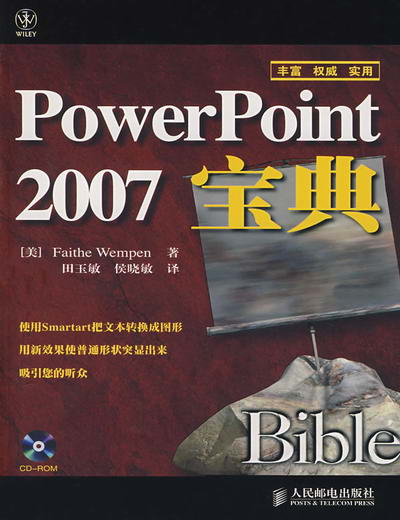 WILEY
丰富 权威 实用
PowerPoint
2007 宝典
[美] Faithe Wempen 著
田玉敏 侯晓敏 译
使用Smartart把文本转换成图形
用新效果使普通形状突显出来
吸引您的听众
Bible
CD-ROM
人民邮电出版社
POSTS & TELECOM PRESS